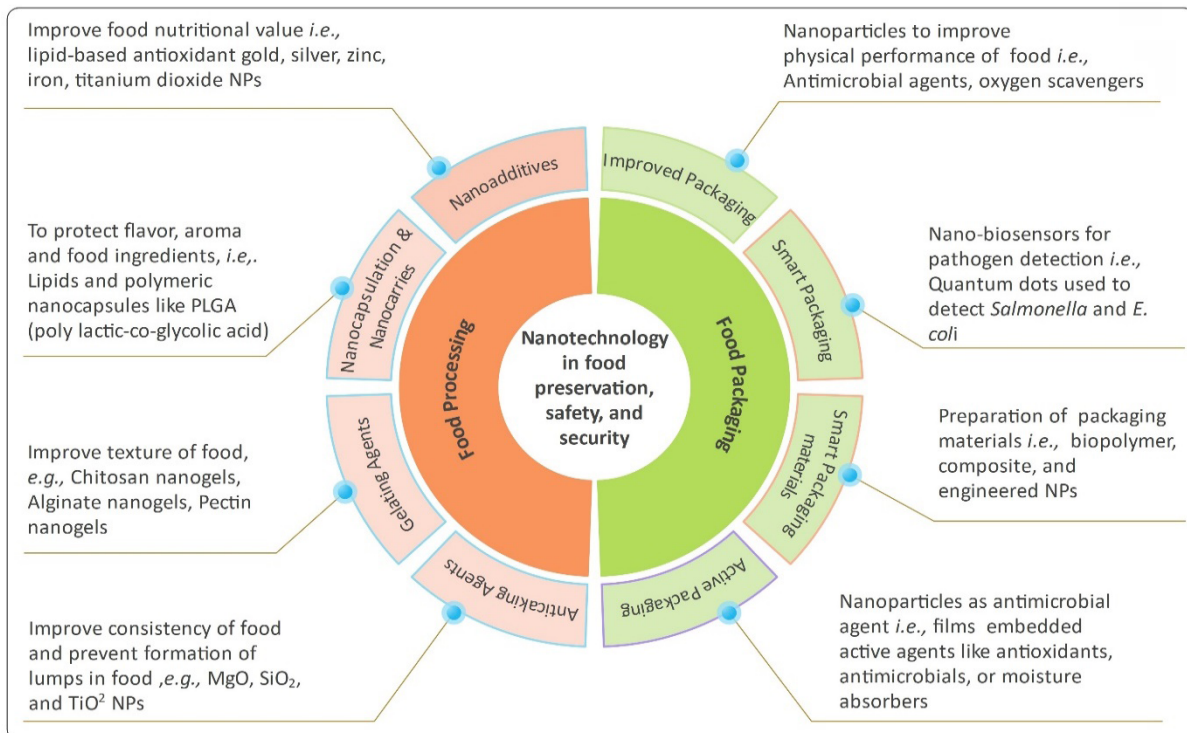 Improve food nutritional value i.e.,
lipid-based antioxidant gold, silver, zinc,
iron, titanium dioxide NPs
To protect flavor, aroma
and food ingredients, i,e,.
Lipids and polymeric
nanocapsules like PLGA
(poly lactic-co-glycolic acid)
Improve texture of food,
e.g., Chitosan nanogels,
Alginate nanogels, Pectin
nanogels
Improve consistency of food
and prevent formation of
lumps in food ,e.g., MgO, SiO₂,
and TiO² NPs
Nanoadditives
Nanocapsulation &
Nanocarries
Gelating Agents
Anticaking Agents
Food Processing
Nanotechnology
in food
preservation,
safety, and
security
Food Packaging
Improved Packaging
Smart Packaging
Smart Packaging
materials
Active Packaging
Nanoparticles to improve
physical performance of food i.e.,
Antimicrobial agents, oxygen scavengers
Nano-biosensors for
pathogen detection i.e.,
Quantum dots used to
detect Salmonella and E.
coli
Preparation of packaging
materials i.e., biopolymer,
composite, and
engineered NPs
Nanoparticles as antimicrobial
agent i.e., films embedded
active agents like antioxidants,
antimicrobials, or moisture
absorbers